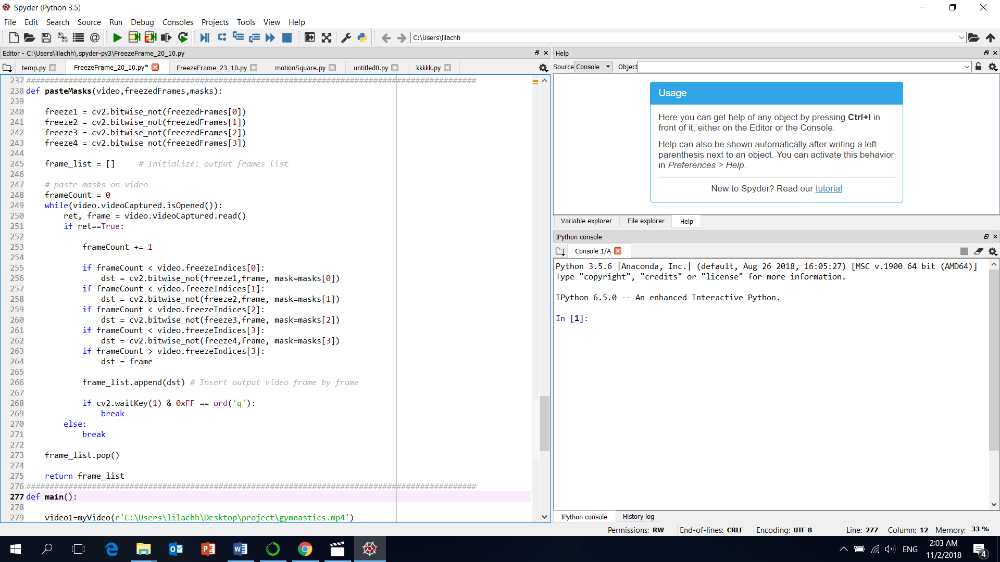 Spyder (Python 3.5)
File Edit Search Source Run Debug Consoles Projects Tools View Help
C:\Users\lilachh
Editor - C:\Users\lilachh\.spyder-py3\FreezeFrame_20_10.py
temp.py FreezeFrame_20_10.py* FreezeFrame_23_10.py motionSquare.py untitled0.py kkkkk.py
237 ################################################################################################
238 def pasteMasks(video,freezedFrames,masks):
239
240     freeze1 = cv2.bitwise_not(freezedFrames[0])
241     freeze2 = cv2.bitwise_not(freezedFrames[1])
242     freeze3 = cv2.bitwise_not(freezedFrames[2])
243     freeze4 = cv2.bitwise_not(freezedFrames[3])
244
245     frame_list = []     # Initialize: output frames list
246
247     # paste masks on video
248     frameCount = 0
249     while(video.videoCaptured.isOpened()):
250         ret, frame = video.videoCaptured.read()
251         if ret==True:
252
253             frameCount += 1
254
255             if frameCount < video.freezeIndices[0]:
256                 dst = cv2.bitwise_not(freeze1,frame, mask=masks[0])
257             if frameCount < video.freezeIndices[1]:
258                 dst = cv2.bitwise_not(freeze2,frame, mask=masks[1])
259             if frameCount < video.freezeIndices[2]:
260                 dst = cv2.bitwise_not(freeze3,frame, mask=masks[2])
261             if frameCount < video.freezeIndices[3]:
262                 dst = cv2.bitwise_not(freeze4,frame, mask=masks[3])
263             if frameCount > video.freezeIndices[3]:
264                 dst = frame
265
266             frame_list.append(dst) # Insert output video frame by frame
267
268             if cv2.waitKey(1) & 0xFF == ord('q'):
269                 break
270         else:
271             break
272
273     frame_list.pop()
274
275     return frame_list
276 ################################################################################################
277 def main():
278
279     video1=myVideo(r'C:\Users\lilachh\Desktop\project\gymnastics.mp4')
Help
Source Console Object
Usage
Here you can get help of any object by pressing Ctrl+I in
front of it, either on the Editor or the Console.
Help can also be shown automatically after writing a left
parenthesis next to an object. You can activate this behavior
in Preferences > Help.
New to Spyder? Read our tutorial
Variable explorer File explorer Help
IPython console
Console 1/A
Python 3.5.6 |Anaconda, Inc.| (default, Aug 26 2018, 16:05:27) [MSC v.1900 64 bit (AMD64)]
Type "copyright", "credits" or "license" for more information.
IPython 6.5.0 -- An enhanced Interactive Python.
In [1]:
IPython console History log
Permissions: RW End-of-lines: CRLF Encoding: UTF-8 Line: 277 Column: 12 Memory: 33 %
ENG
2:03 AM
11/2/2018
4